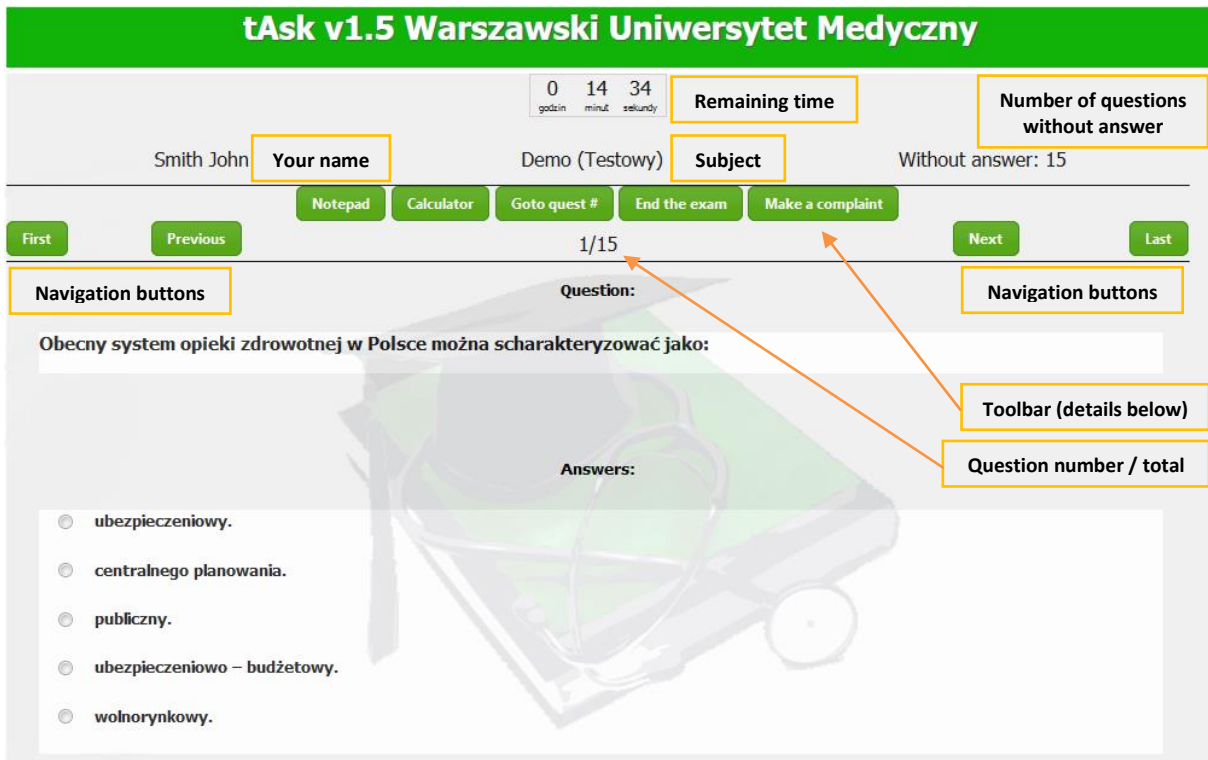 tAsk v1.5 Warszawski Uniwersytet Medyczny
0 14 34
godzin minut sekundy
Remaining time
Number of questions
without answer
Smith John
Your name
Demo (Testowy)
Subject
Without answer: 15
Notepad
Calculator
Goto quest #
End the exam
Make a complaint
First
Previous
1/15
Next
Last
Navigation buttons
Question:
Navigation buttons
Obecny system opieki zdrowotnej w Polsce można scharakteryzować jako:
Toolbar (details below)
Question number / total
Answers:
ubezpieczeniowy.
centralnego planowania.
publiczny.
ubezpieczeniowo – budżetowy.
wolnorynkowy.